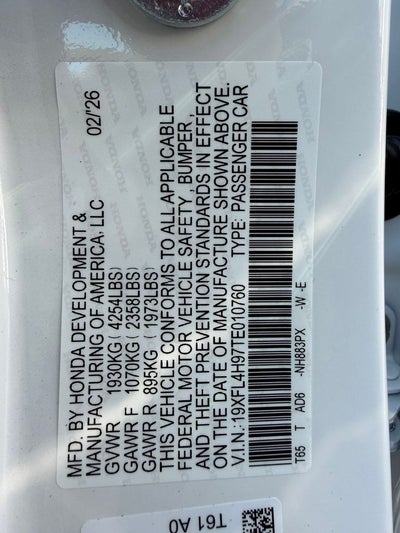 MFD. BY HONDA DEVELOPMENT &
MANUFACTURING OF AMERICA, LLC 02/'26
GVWR 1930KG ( 4254LBS)
GAWR F 1070KG ( 2358LBS)
GAWR R 895KG ( 1973LBS)
THIS VEHICLE CONFORMS TO ALL APPLICABLE
FEDERAL MOTOR VEHICLE SAFETY , BUMPER ,
AND THEFT PREVENTION STANDARDS IN EFFECT
ON THE DATE OF MANUFACTURE SHOWN ABOVE.
V.I.N.: 19XFL4H97TE010760 TYPE: PASSENGER CAR
T65 T AD6 -NH883PX -W -E
T61 A0